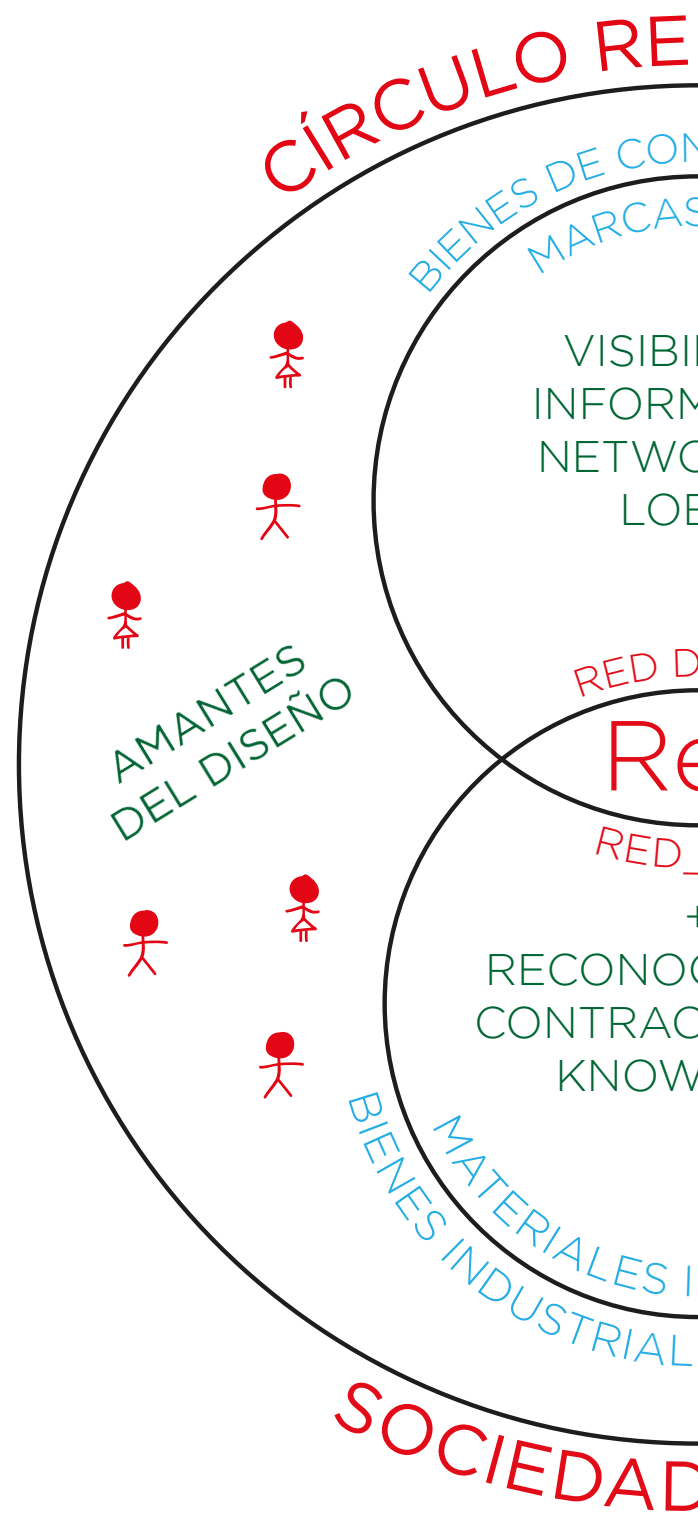 CÍRCULO RE
BIENES DE CON
MARCAS
VISIBI
INFORM
NETWO
LOB
AMANTES
DEL DISEÑO
RED D
Re
RED_
+
RECONOC
CONTRAC
KNOW
MATERIALES I
BIENES INDUSTRIAL
SOCIEDAD